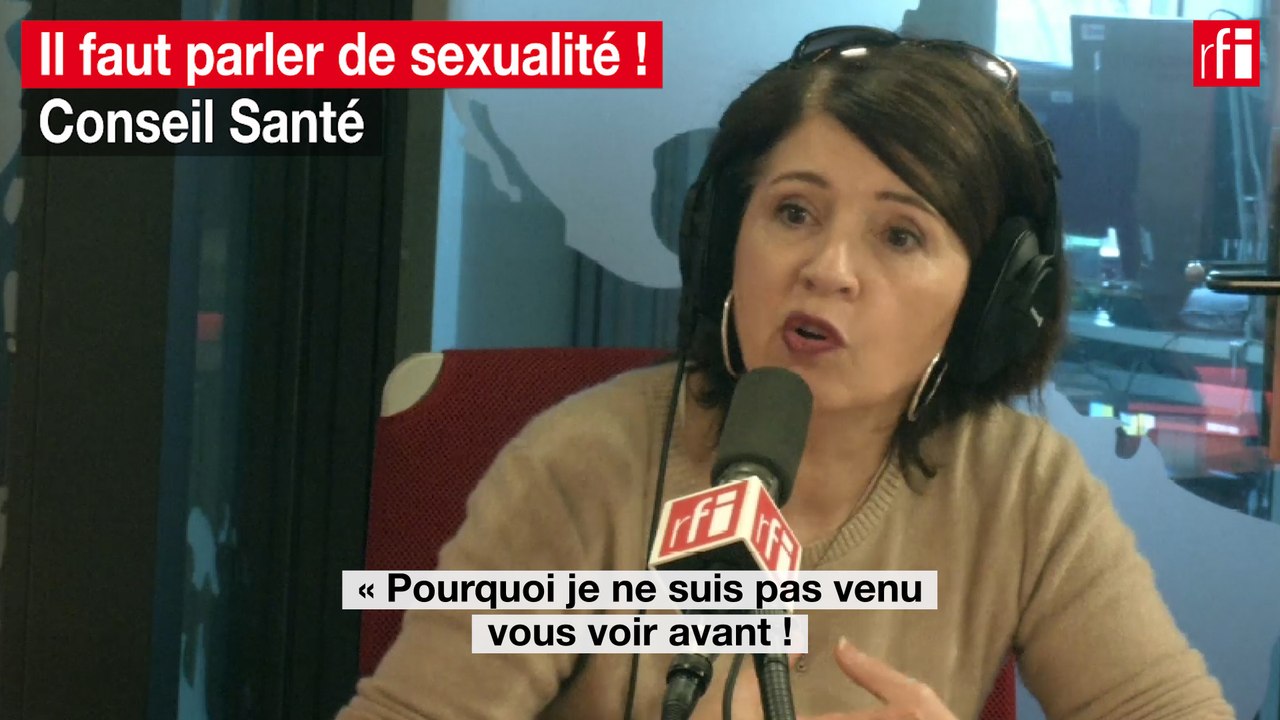 Il faut parler de sexualité !
Conseil Santé
rfi
rfi
rfi
« Pourquoi je ne suis pas venu
vous voir avant !